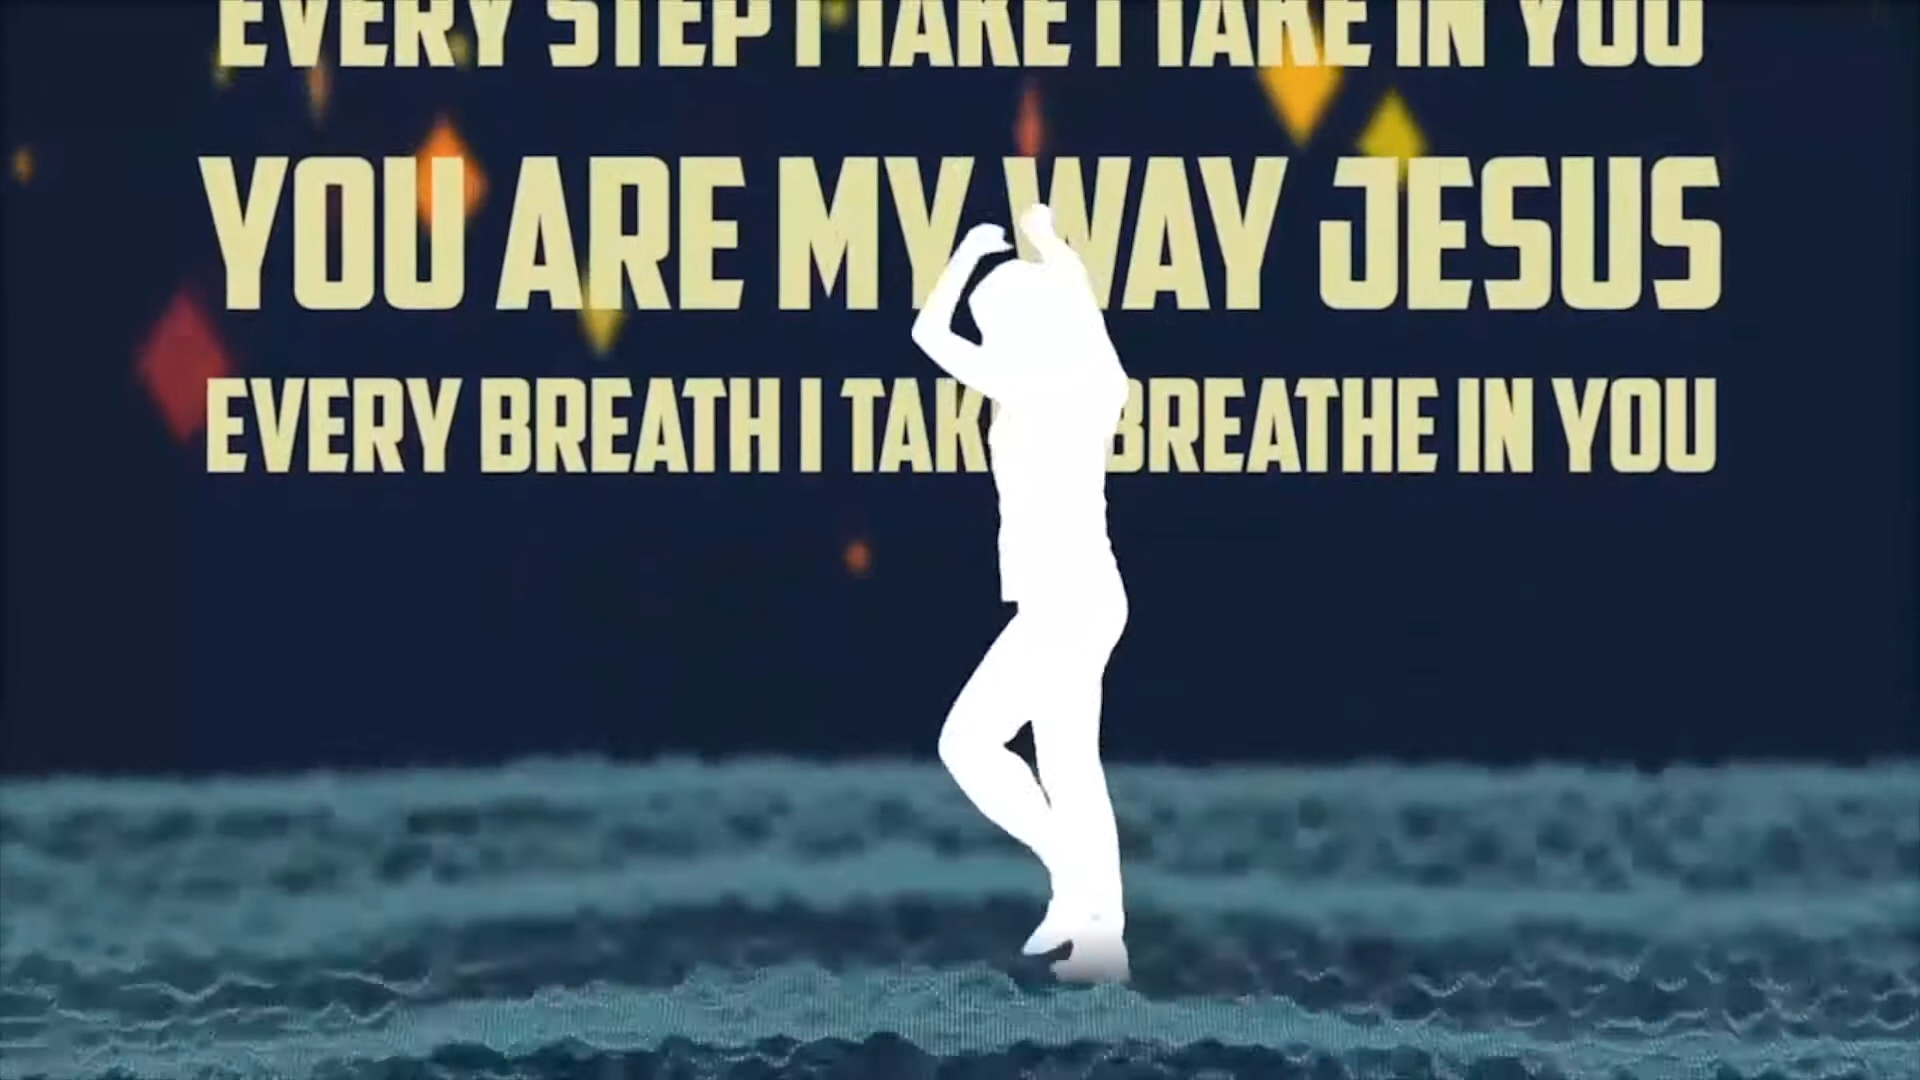 EVERY STEP I TAKE I TAKE IN YOU
YOU ARE MY WAY JESUS
EVERY BREATH I TAKE BREATHE IN YOU